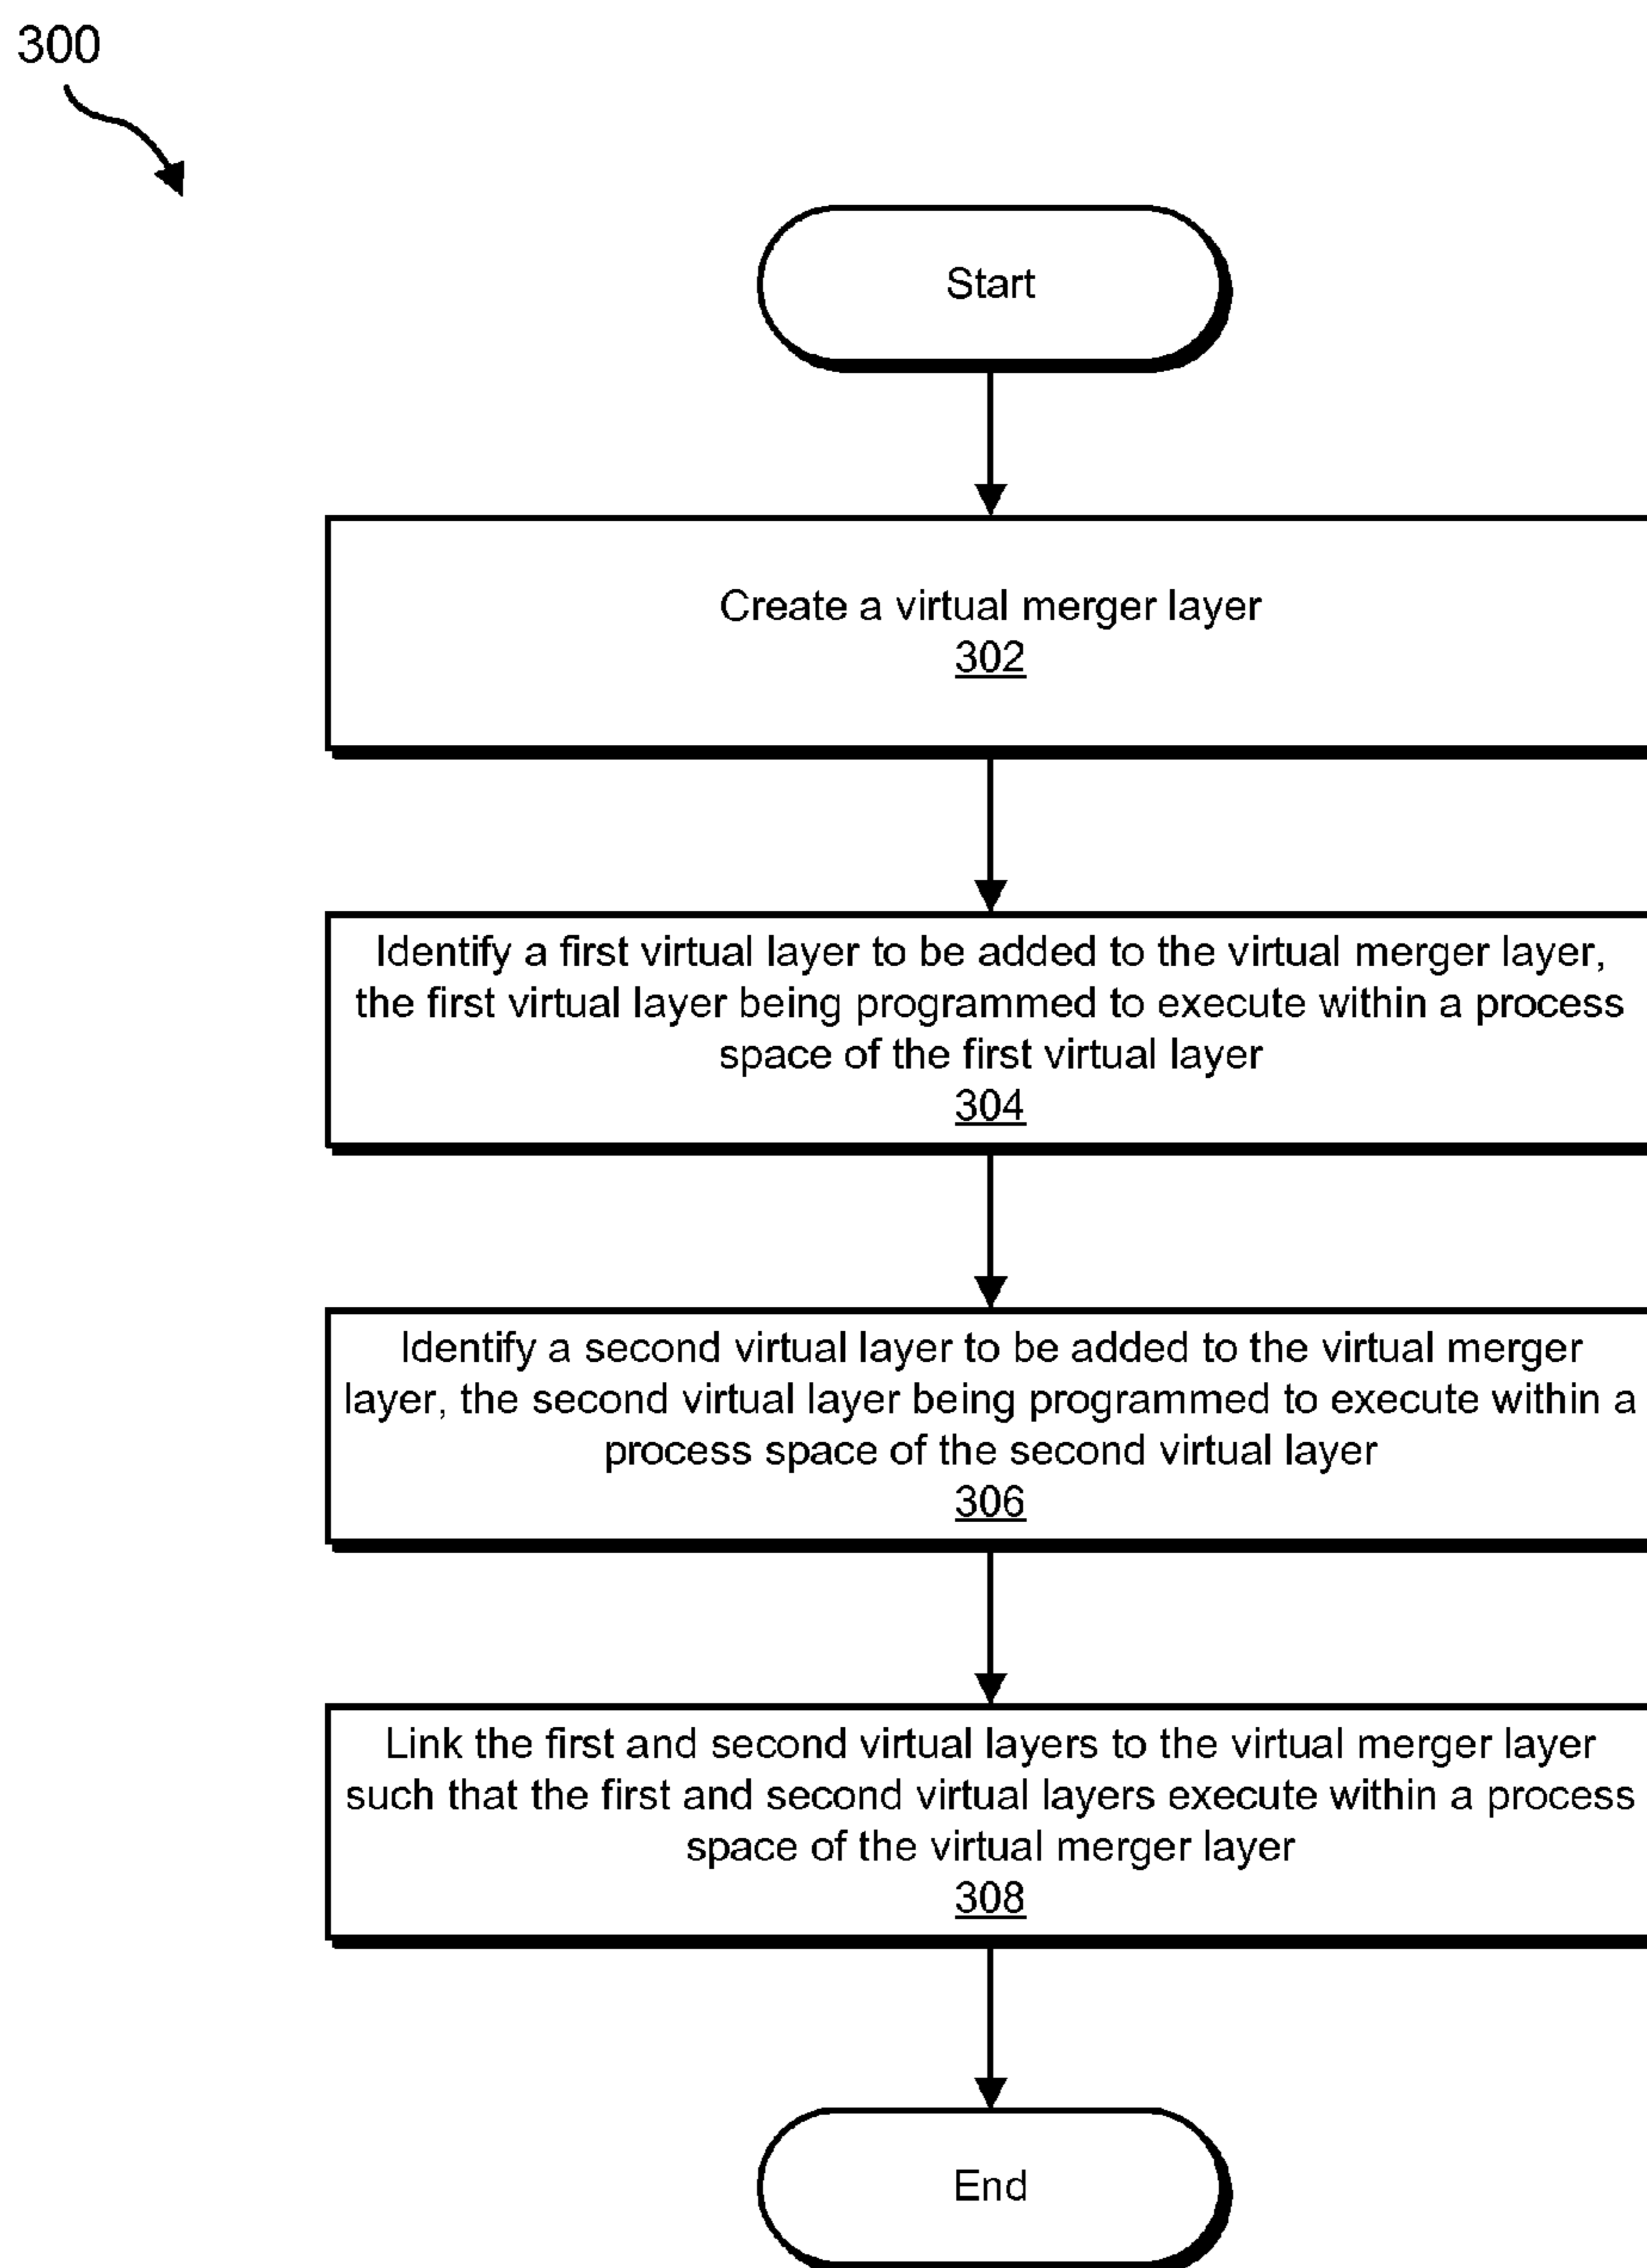 300
Start
Create a virtual merger layer
302
Identify a first virtual layer to be added to the virtual merger layer,
the first virtual layer being programmed to execute within a process
space of the first virtual layer
304
Identify a second virtual layer to be added to the virtual merger
layer, the second virtual layer being programmed to execute within a
process space of the second virtual layer
306
Link the first and second virtual layers to the virtual merger layer
such that the first and second virtual layers execute within a process
space of the virtual merger layer
308
End